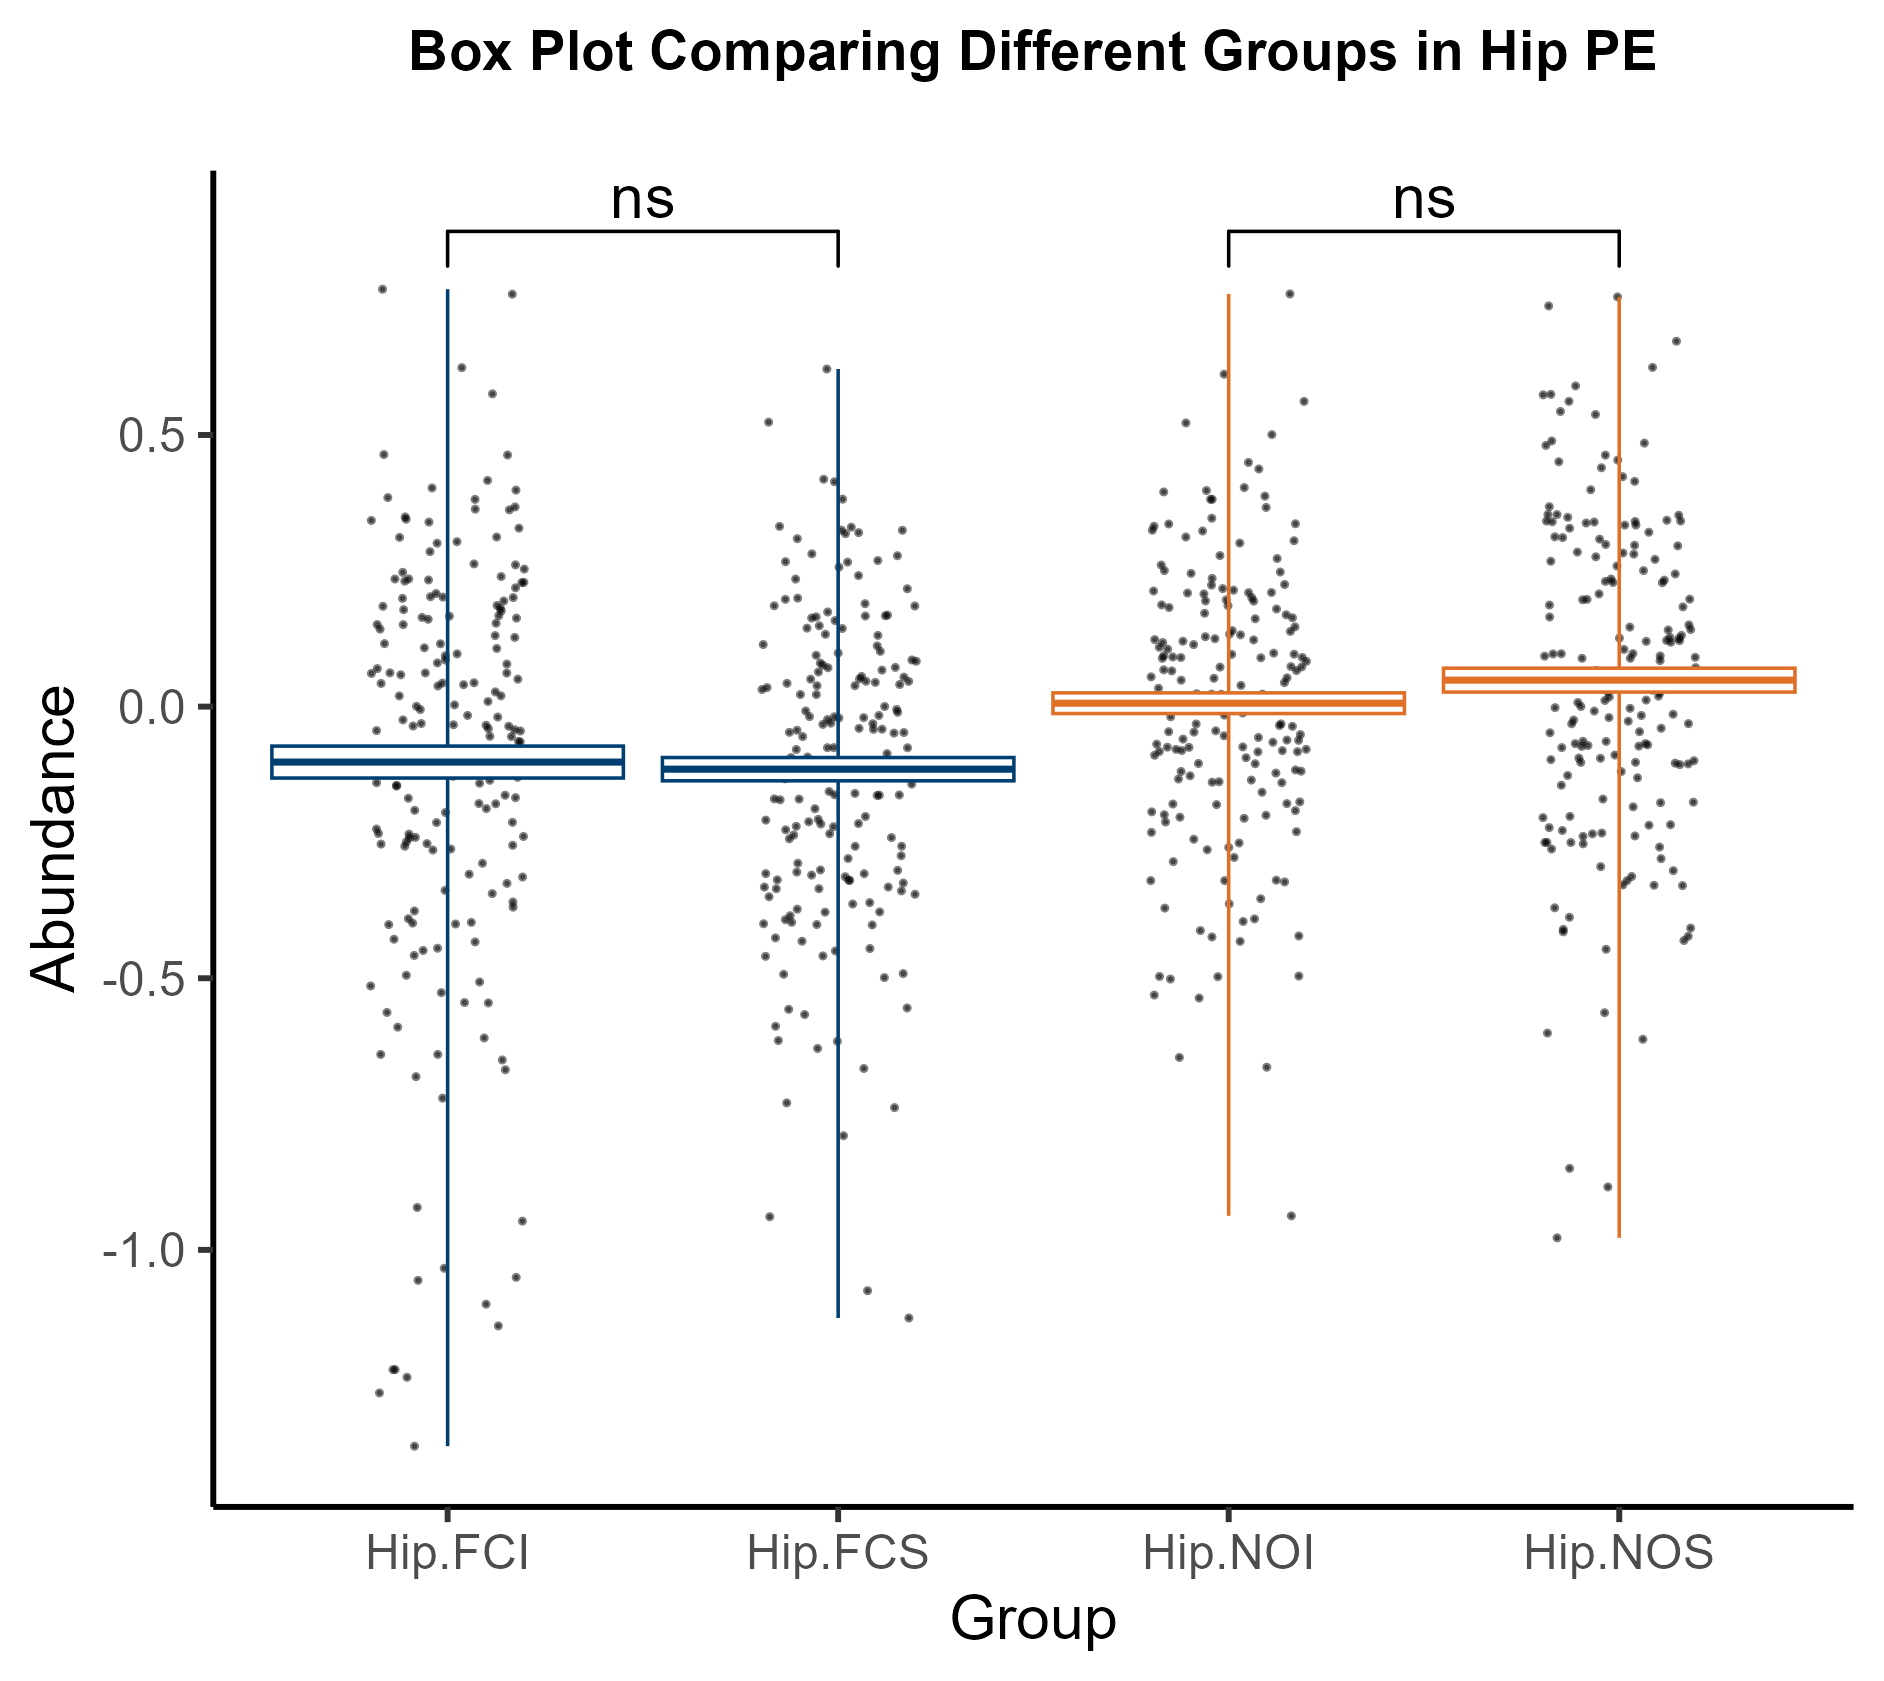 Box Plot Comparing Different Groups in Hip PE
ns
ns
0.5
0.0
-0.5
-1.0
Abundance
Hip.FCI
Hip.FCS
Hip.NOI
Hip.NOS
Group